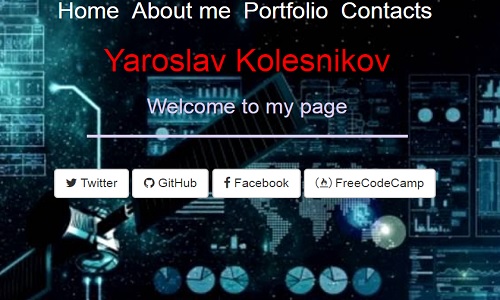 Home About me Portfolio Contacts
Yaroslav Kolesnikov
Welcome to my page
Twitter GitHub Facebook FreeCodeCamp